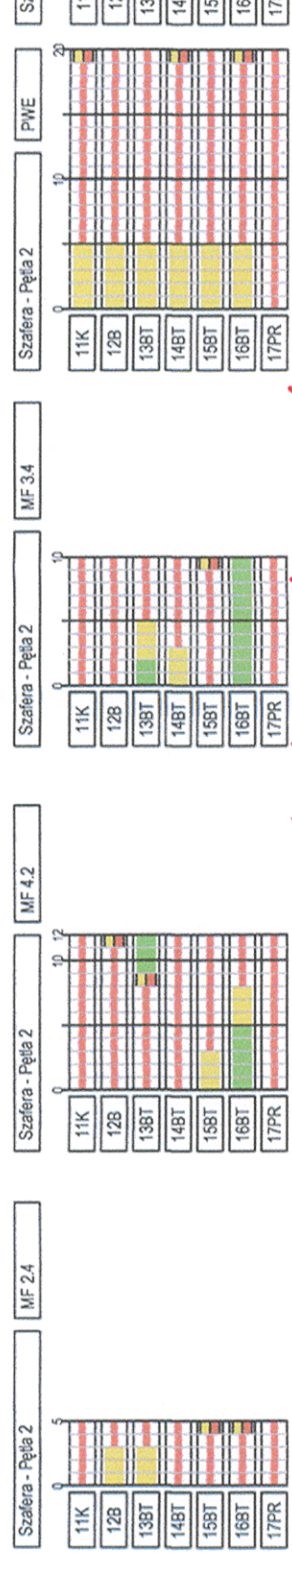 Szafera - Pętla 2 MF 2.4
0 5
11K
12B
13BT
14BT
15BT
16BT
17PR
Szafera - Pętla 2 MF 4.2
0 10 12
11K
12B
13BT
14BT
15BT
16BT
17PR
Szafera - Pętla 2 MF 3.4
0 10
11K
12B
13BT
14BT
15BT
16BT
17PR
Szafera - Pętla 2 PWE
0 10 20
11K
12B
13BT
14BT
15BT
16BT
17PR